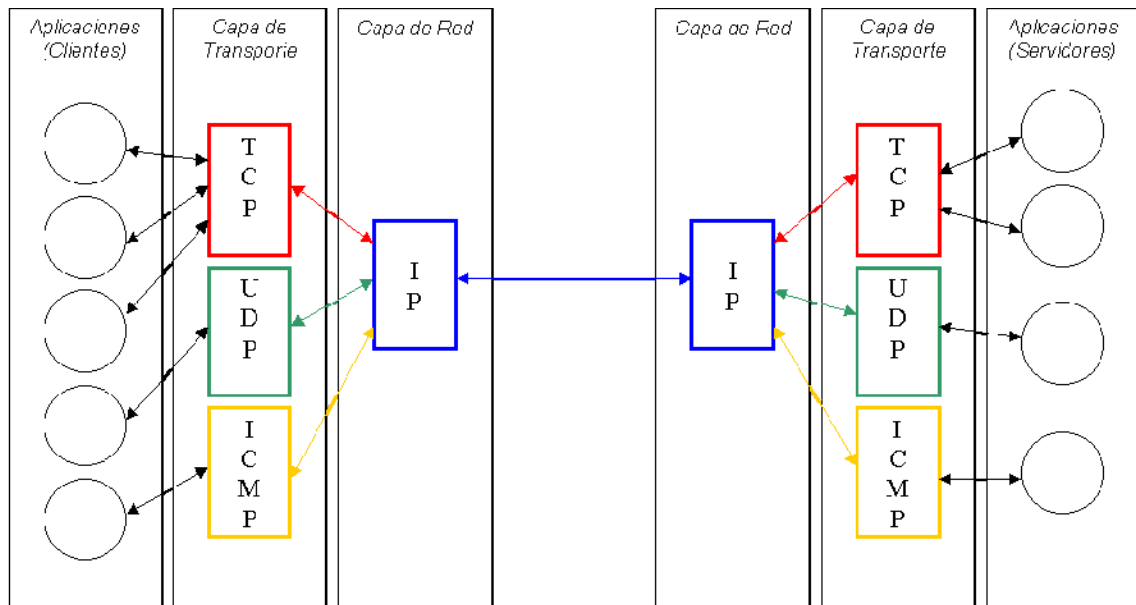 Aplicaciones
(Clientes)
Capa de
Transporte
Capa de Red
Capa de Red
Capa de
Transporte
Aplicaciones
(Servidores)
T
C
P
U
D
P
I
C
M
P
I
P
I
P
T
C
P
U
D
P
I
C
M
P